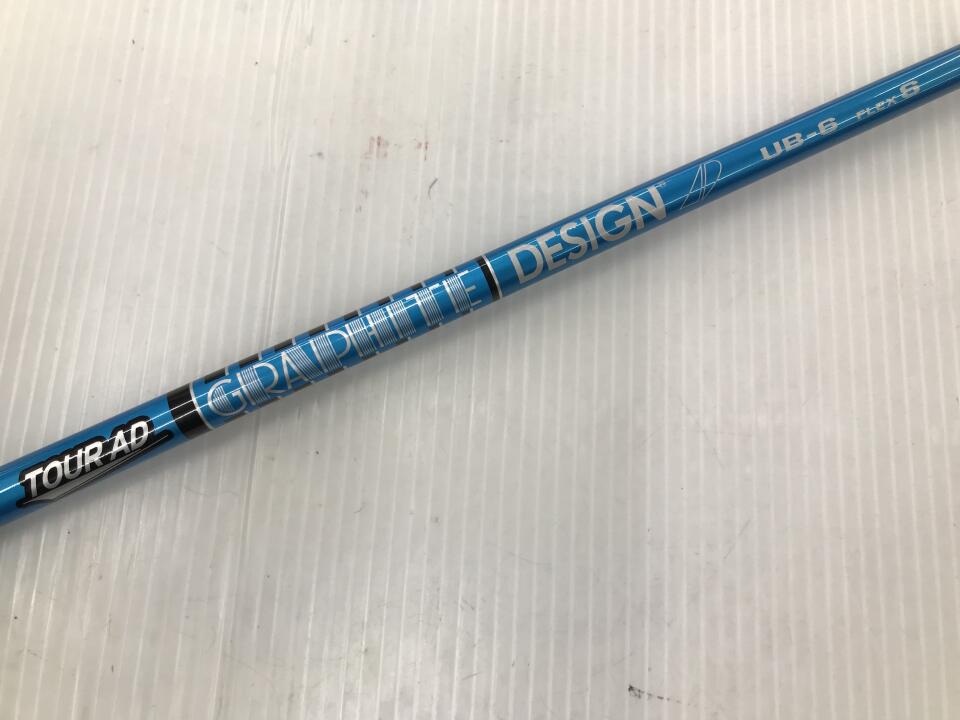 TOUR AD
GRAPHITE DESIGN
UB-6 FLEX 6